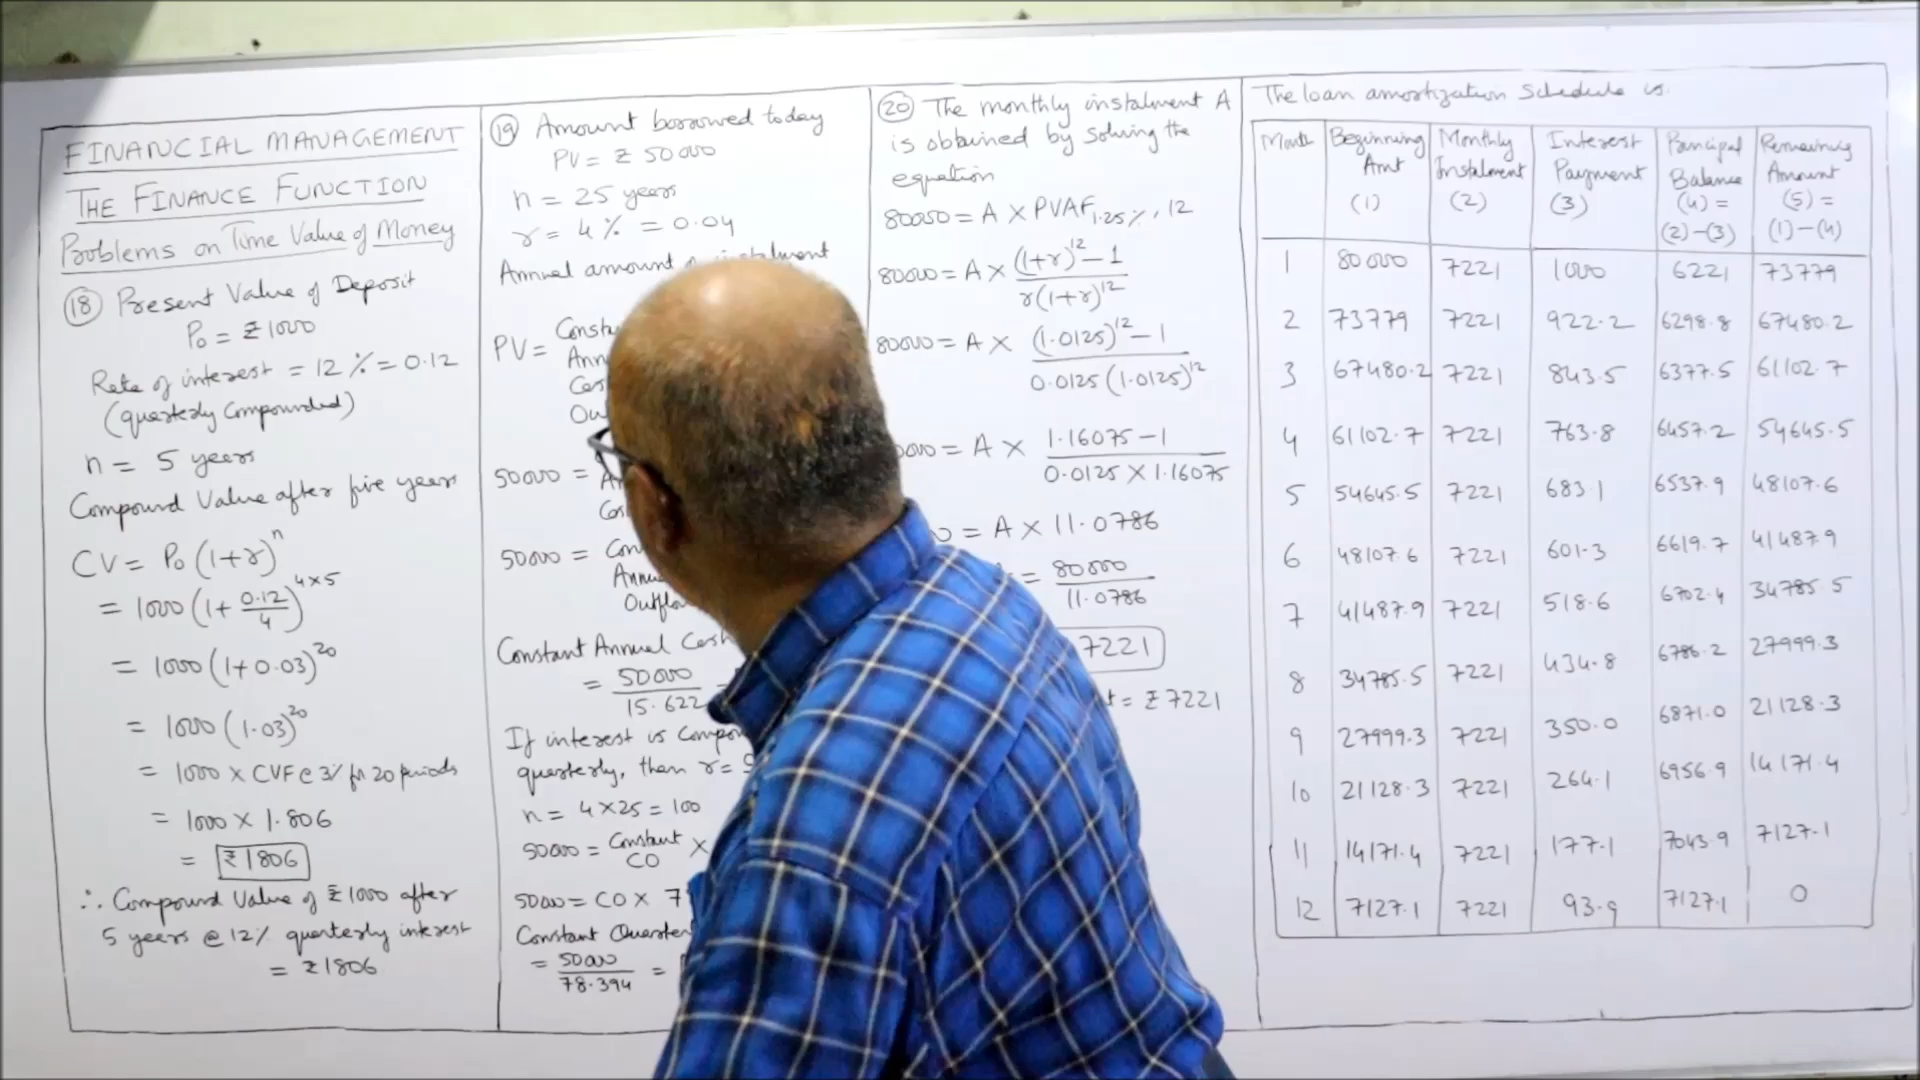 FINANCIAL MANAGEMENT
THE FINANCE FUNCTION
Problems on Time Value of Money
(18) Present Value of Deposit
P₀ = ₹1000
Rate of interest = 12 % = 0.12
(quarterly Compounded)
n = 5 years
Compound Value after five years
CV = P₀ (1+r)ⁿ
= 1000 (1 + 0.12/4)^4×5
= 1000 (1+0.03)^20
= 1000 (1.03)^20
= 1000 × CVF @ 3% for 20 periods
= 1000 × 1.806
= ₹1806
∴ Compound Value of ₹1000 after
5 years @ 12% quarterly interest
= ₹1806
(19) Amount borrowed today
PV = ₹ 50000
n = 25 years
r = 4 % = 0.04
Annual amount instalment
PV =
50000 =
50000 =
Constant Annual Cash
= 50000/15.622
If interest is
quarterly, then r =
n = 4×25 = 100
50000 = Constant CO ×
50000 = CO × 7
Constant
= 50000/78.394 =
(20) The monthly instalment A
is obtained by solving the
equation
80000 = A × PVAF 1.25%, 12
80000 = A × (1+r)^12 − 1 / r(1+r)^12
80000 = A × (1.0125)^12 − 1 / 0.0125 (1.0125)^12
= A × 1.16075 − 1 / 0.0125 × 1.16075
= A × 11.0786
= 80000/11.0786
7221
= ₹7221
The loan amortization Schedule is.
Month | Beginning Amt (1) | Monthly Instalment (2) | Interest Payment (3) | Principal Balance (4) = (2)−(3) | Remaining Amount (5) = (1)−(4)
1 80000 7221 1000 6221 73779
2 73779 7221 922.2 6298.8 67480.2
3 67480.2 7221 843.5 6377.5 61102.7
4 61102.7 7221 763.8 6457.2 54645.5
5 54645.5 7221 683.1 6537.9 48107.6
6 48107.6 7221 601.3 6619.7 41487.9
7 41487.9 7221 518.6 6702.4 34785.5
8 34785.5 7221 434.8 6786.2 27999.3
9 27999.3 7221 350.0 6871.0 21128.3
10 21128.3 7221 264.1 6956.9 14171.4
11 14171.4 7221 177.1 7043.9 7127.1
12 7127.1 7221 93.9 7127.1 0